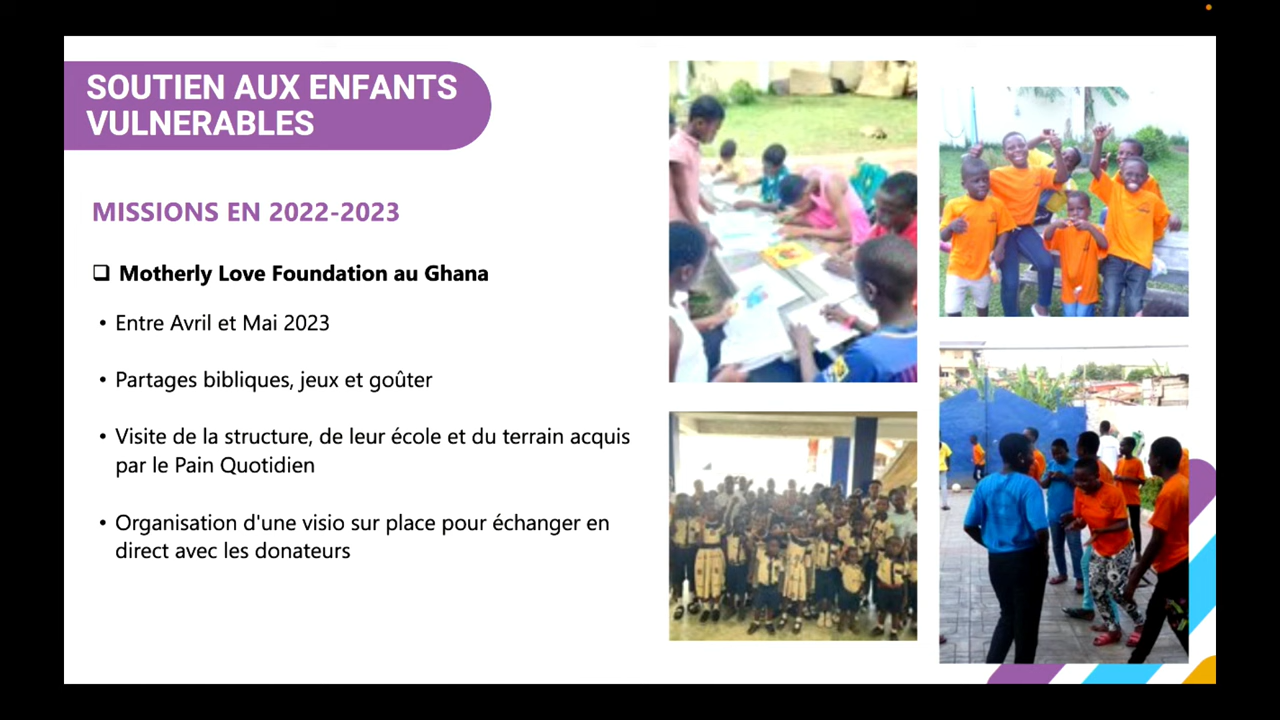 SOUTIEN AUX ENFANTS
VULNERABLES
MISSIONS EN 2022-2023
❑ Motherly Love Foundation au Ghana
• Entre Avril et Mai 2023
• Partages bibliques, jeux et goûter
• Visite de la structure, de leur école et du terrain acquis
par le Pain Quotidien
• Organisation d'une visio sur place pour échanger en
direct avec les donateurs